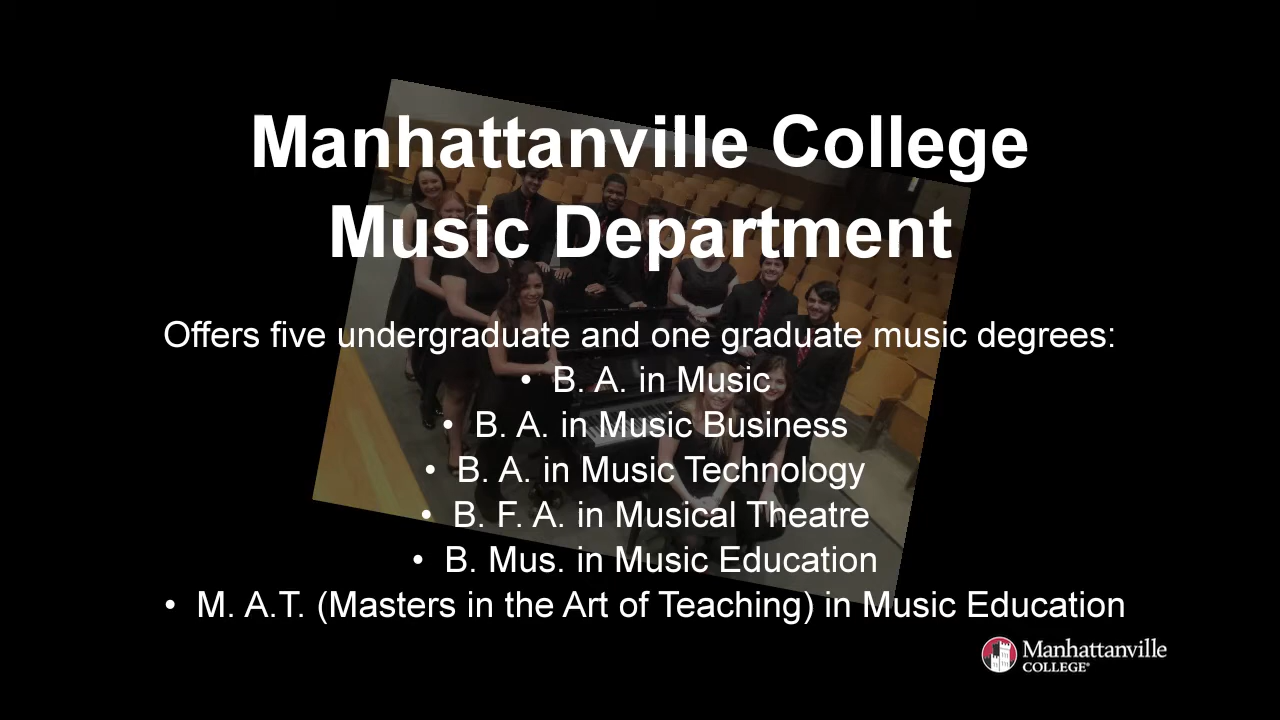 Manhattanville College
Music Department
Offers five undergraduate and one graduate music degrees:
• B. A. in Music
• B. A. in Music Business
• B. A. in Music Technology
• B. F. A. in Musical Theatre
• B. Mus. in Music Education
• M. A.T. (Masters in the Art of Teaching) in Music Education
Manhattanville
COLLEGE®